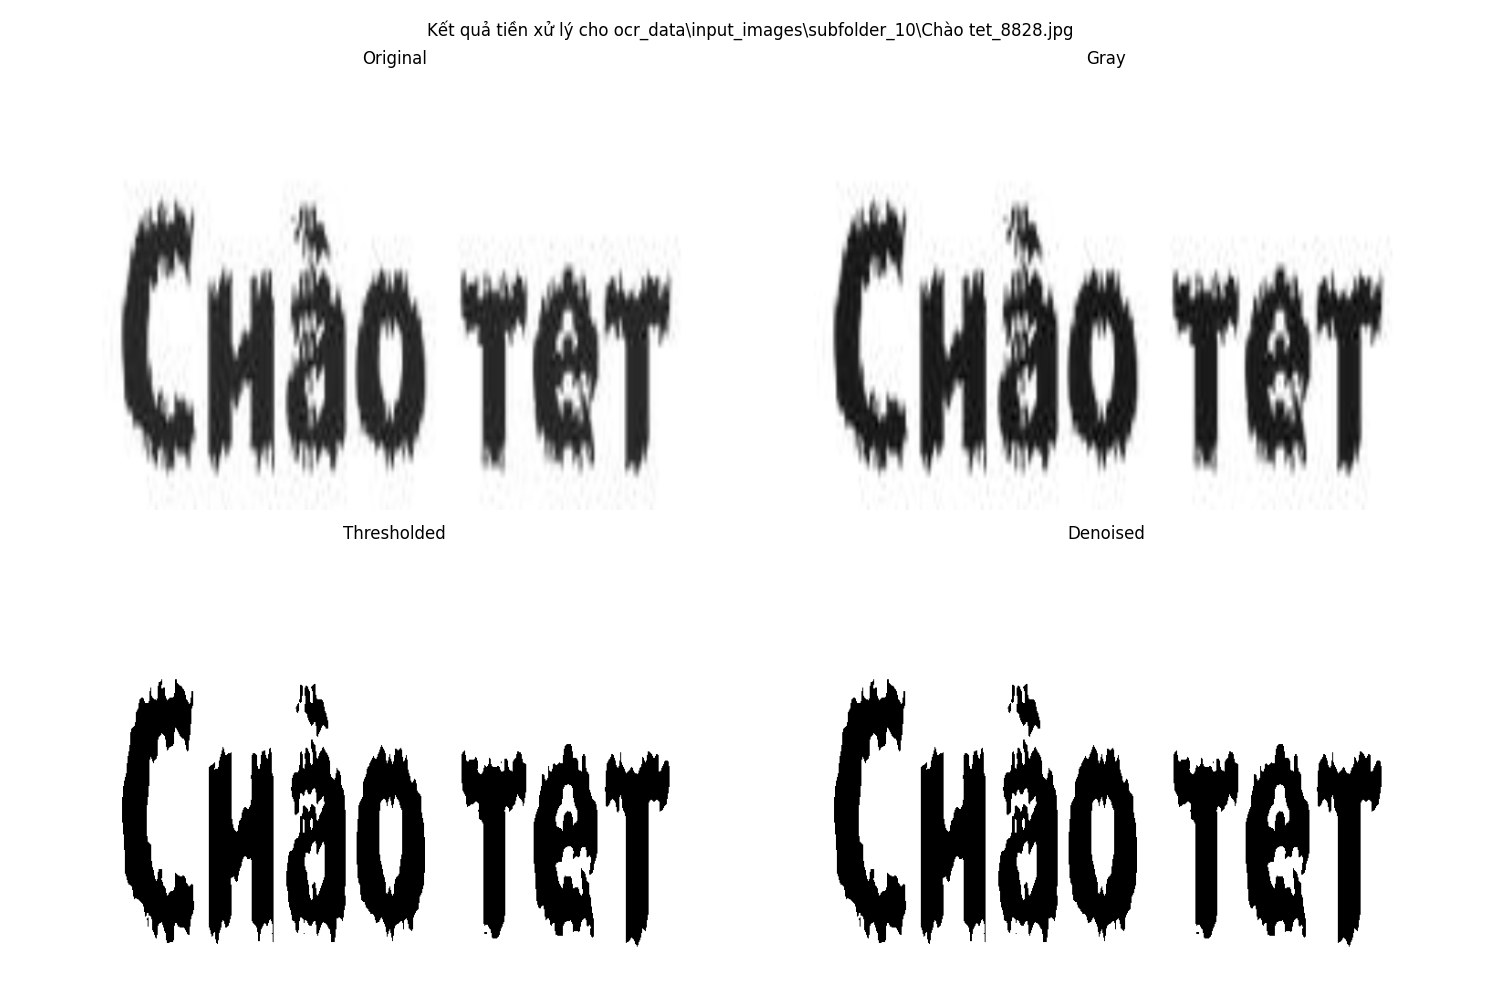 Kết quả tiền xử lý cho ocr_data\input_images\subfolder_10\Chào tet_8828.jpg
Original
Gray
Chào tet
Chào tet
Thresholded
Denoised
Chào tet
Chào tet